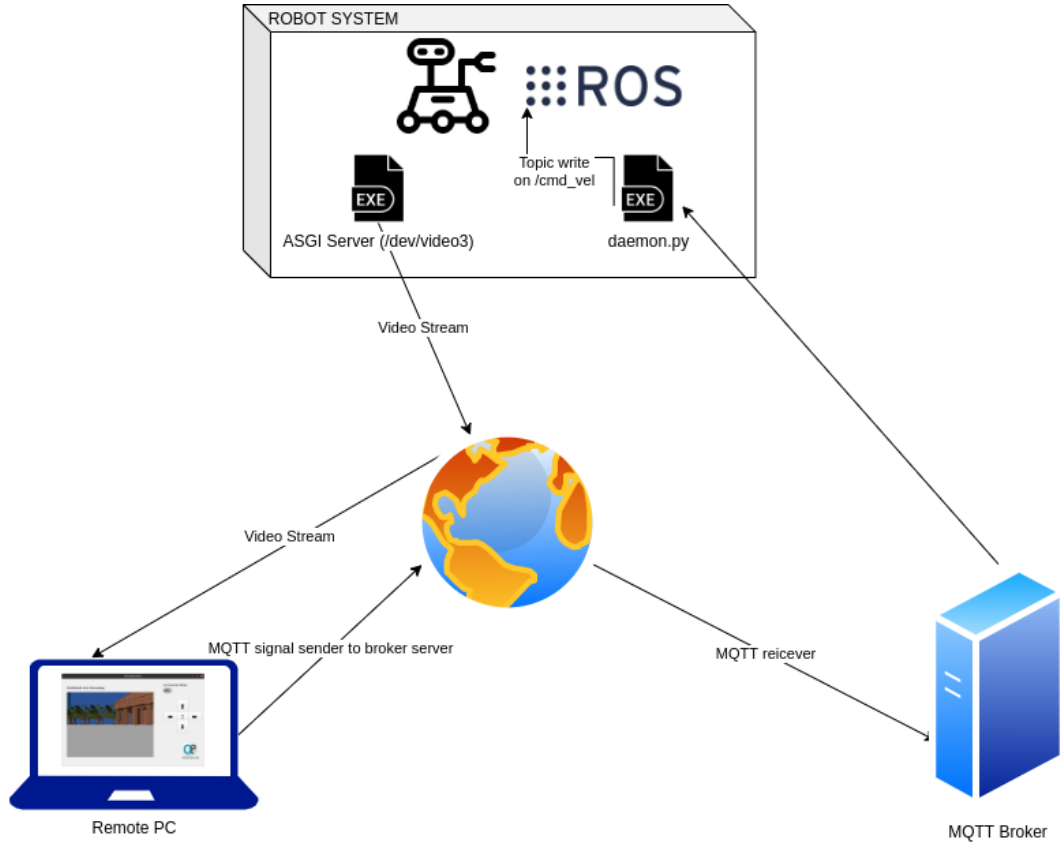 ROBOT SYSTEM
ROS
Topic write
on /cmd_vel
EXE
EXE
ASGI Server (/dev/video3)
daemon.py
Video Stream
Video Stream
MQTT signal sender to broker server
MQTT reicever
Remote PC
MQTT Broker